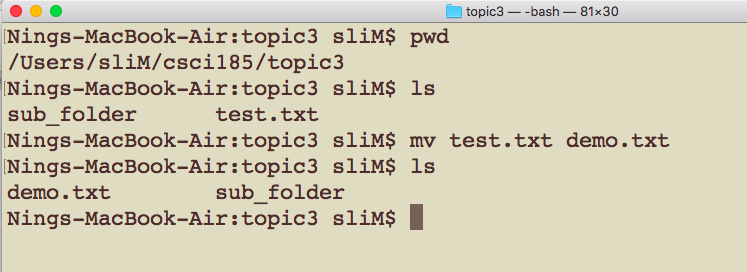 topic3 — -bash — 81×30
[Nings-MacBook-Air:topic3 sliM$ pwd
/Users/sliM/csci185/topic3
[Nings-MacBook-Air:topic3 sliM$ ls
sub_folder      test.txt
[Nings-MacBook-Air:topic3 sliM$ mv test.txt demo.txt
[Nings-MacBook-Air:topic3 sliM$ ls
demo.txt        sub_folder
Nings-MacBook-Air:topic3 sliM$